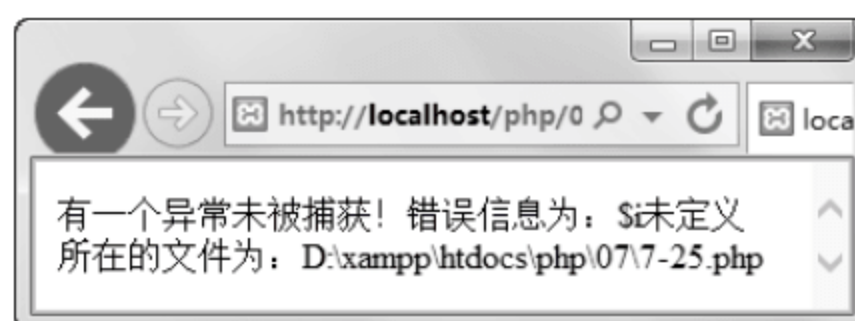 http://localhost/php/0
loca
有一个异常未被捕获！错误信息为：$i未定义
所在的文件为：D:\xampp\htdocs\php\07\7-25.php